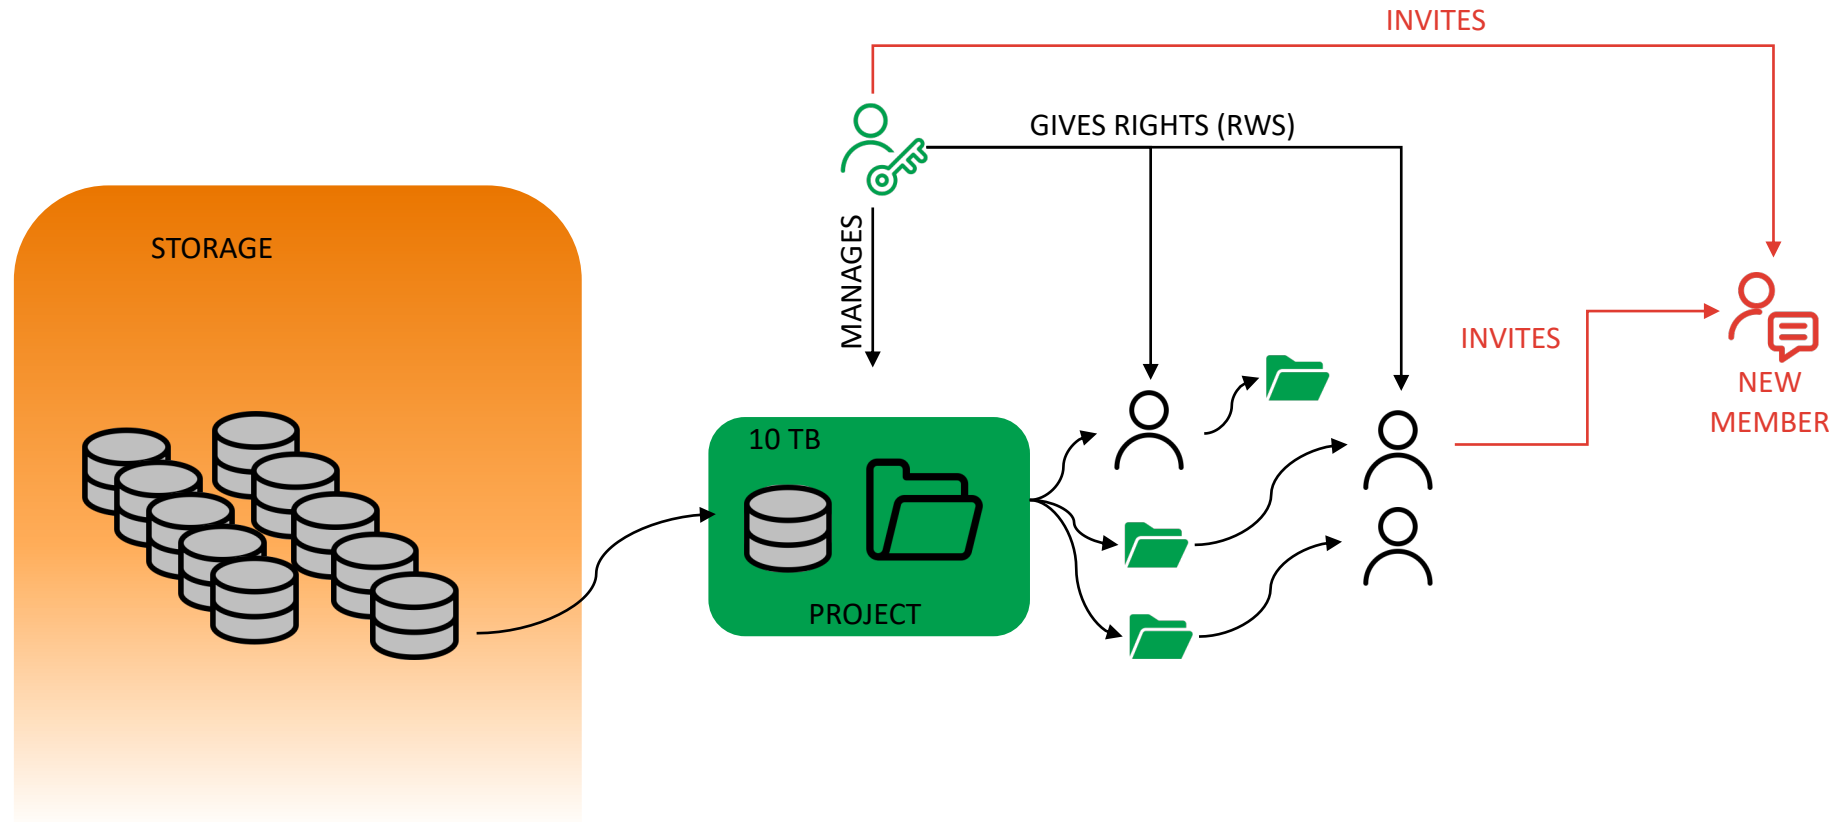 INVITES
GIVES RIGHTS (RWS)
MANAGES
STORAGE
INVITES
NEW
MEMBER
10 TB
PROJECT